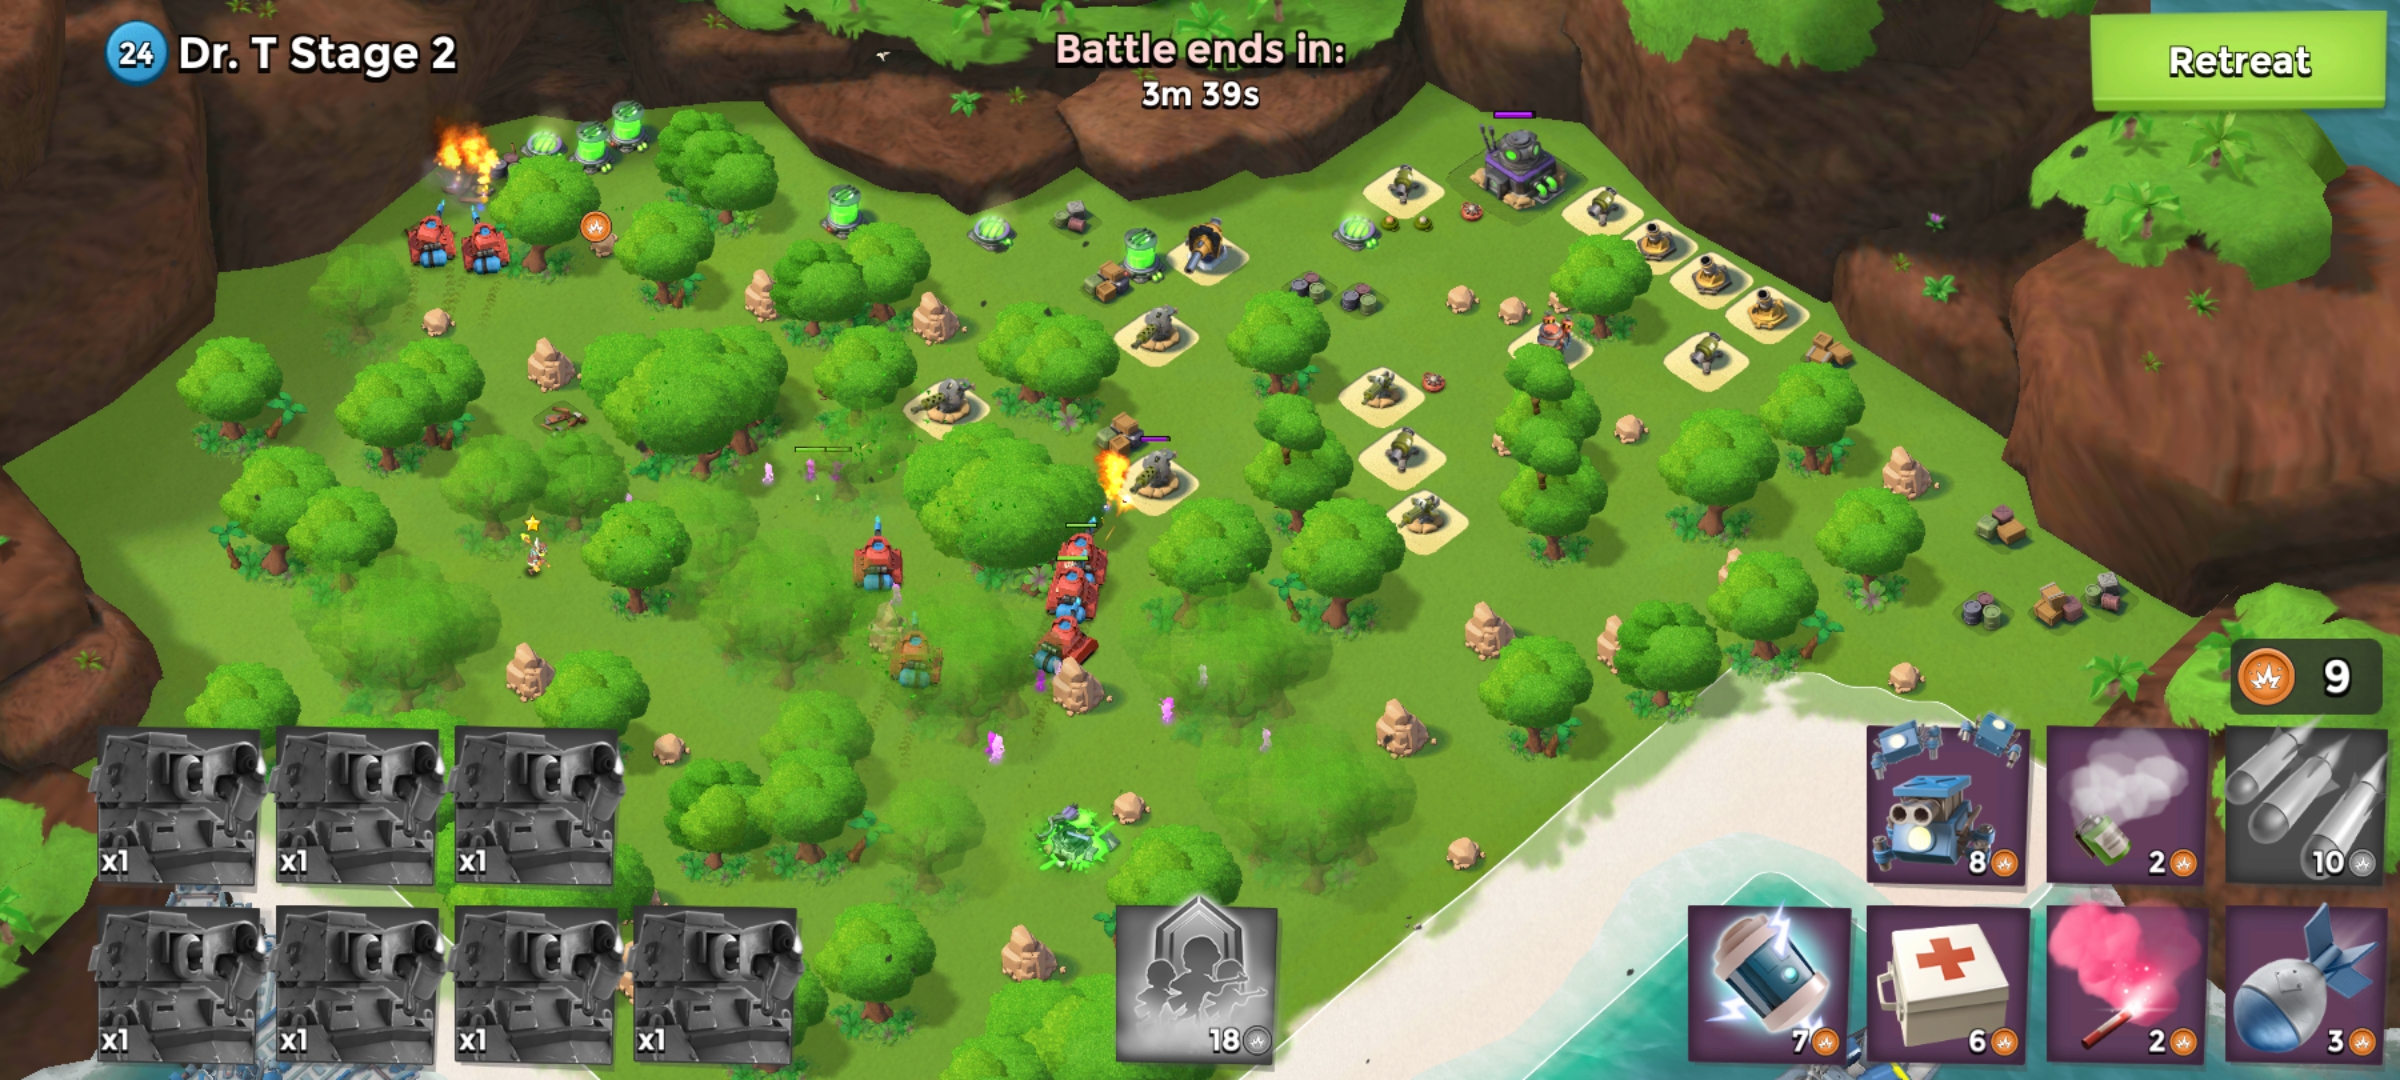 24 Dr. T Stage 2
Battle ends in:
3m 39s
Retreat
9
x1 x1 x1
8 2 10
x1 x1 x1 x1
18
7 6 2 3